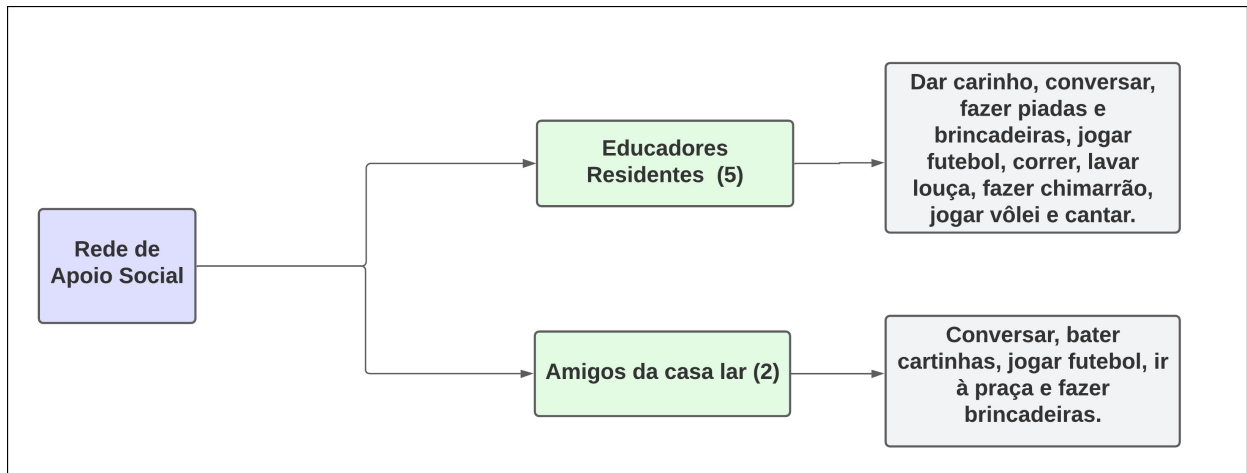 Rede de
Apoio Social
Educadores
Residentes (5)
Dar carinho, conversar,
fazer piadas e
brincadeiras, jogar
futebol, correr, lavar
louça, fazer chimarrão,
jogar vôlei e cantar.
Amigos da casa lar (2)
Conversar, bater
cartinhas, jogar futebol, ir
à praça e fazer
brincadeiras.